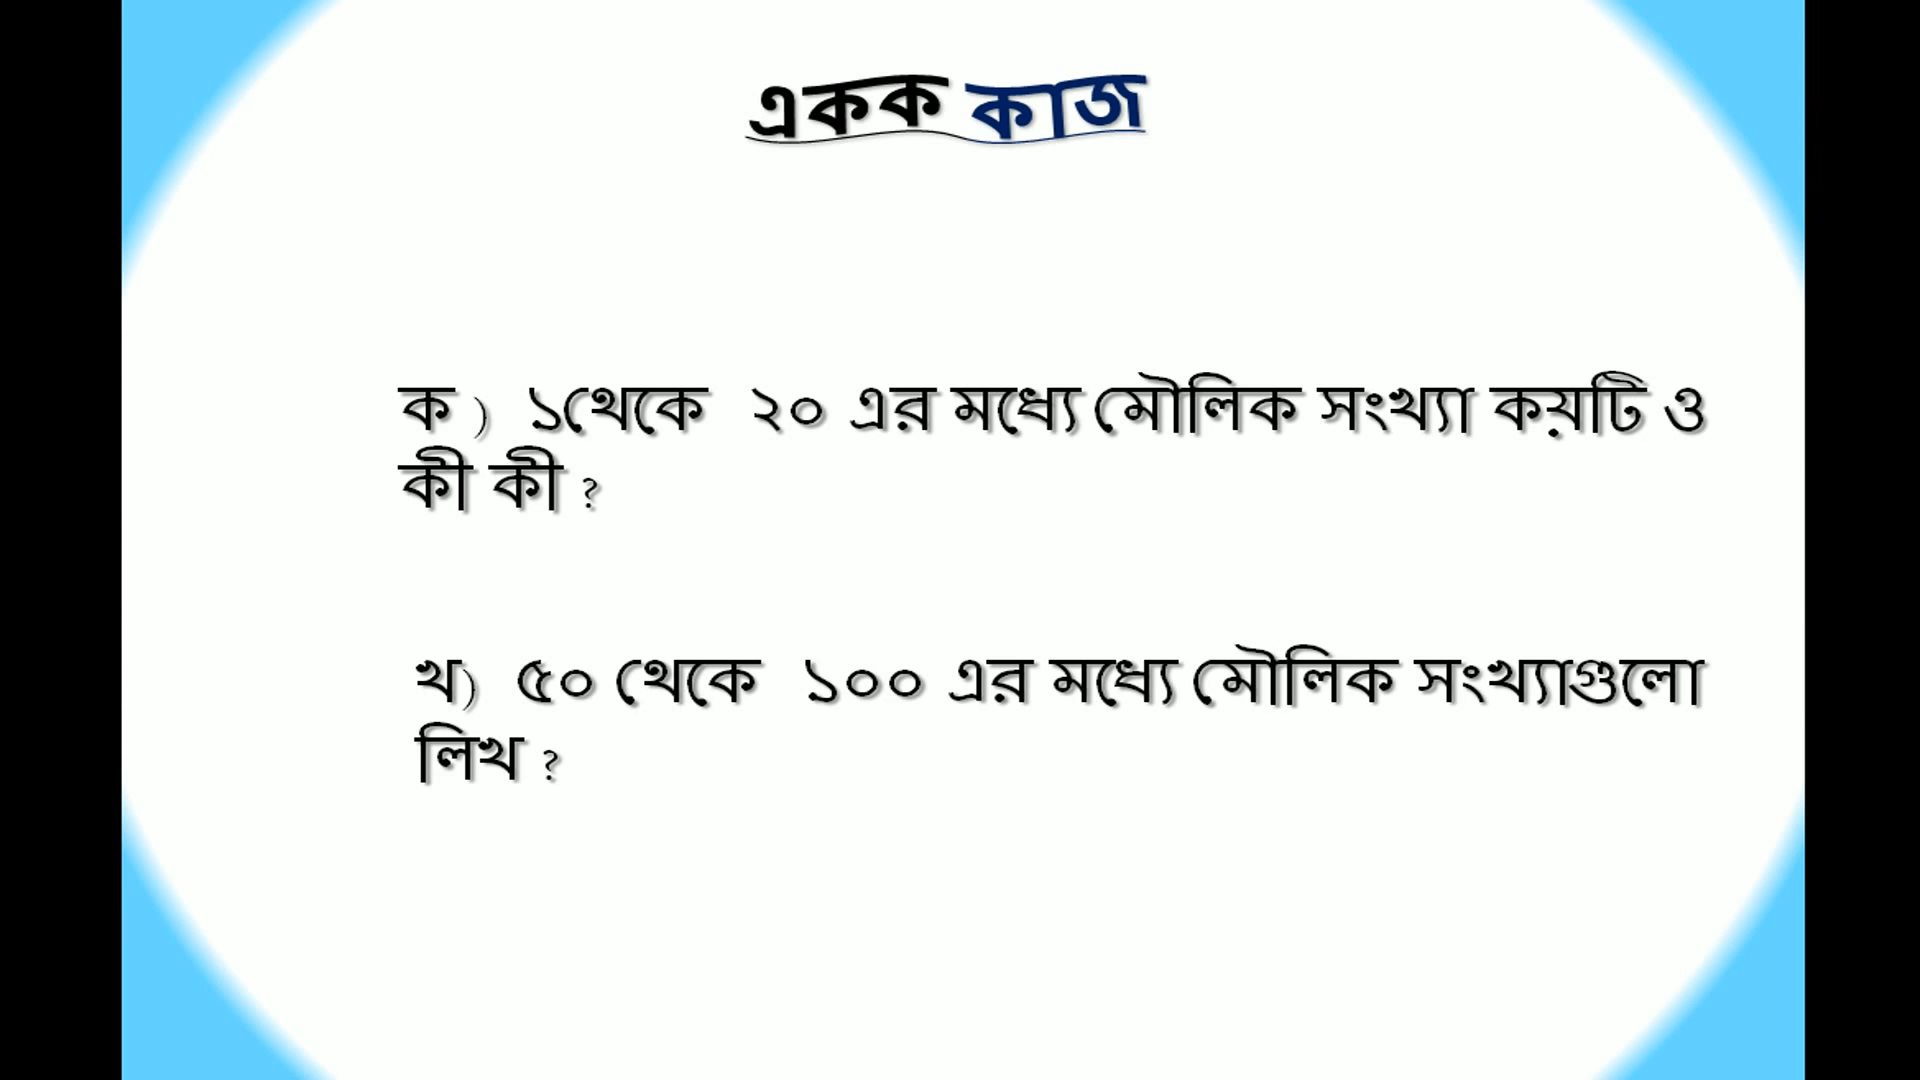 একক কাজ
ক ) ১থেকে ২০ এর মধ্যে মৌলিক সংখ্যা কয়টি ও
কী কী ?
খ) ৫০ থেকে ১০০ এর মধ্যে মৌলিক সংখ্যাগুলো
লিখ ?